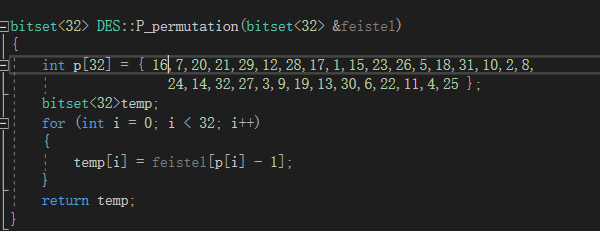 bitset<32> DES::P_permutation(bitset<32> &feistel)
{
int p[32] = { 16,7,20,21,29,12,28,17,1,15,23,26,5,18,31,10,2,8,
24,14,32,27,3,9,19,13,30,6,22,11,4,25 };
bitset<32>temp;
for (int i = 0; i < 32; i++)
{
temp[i] = feistel[p[i] - 1];
}
return temp;
}